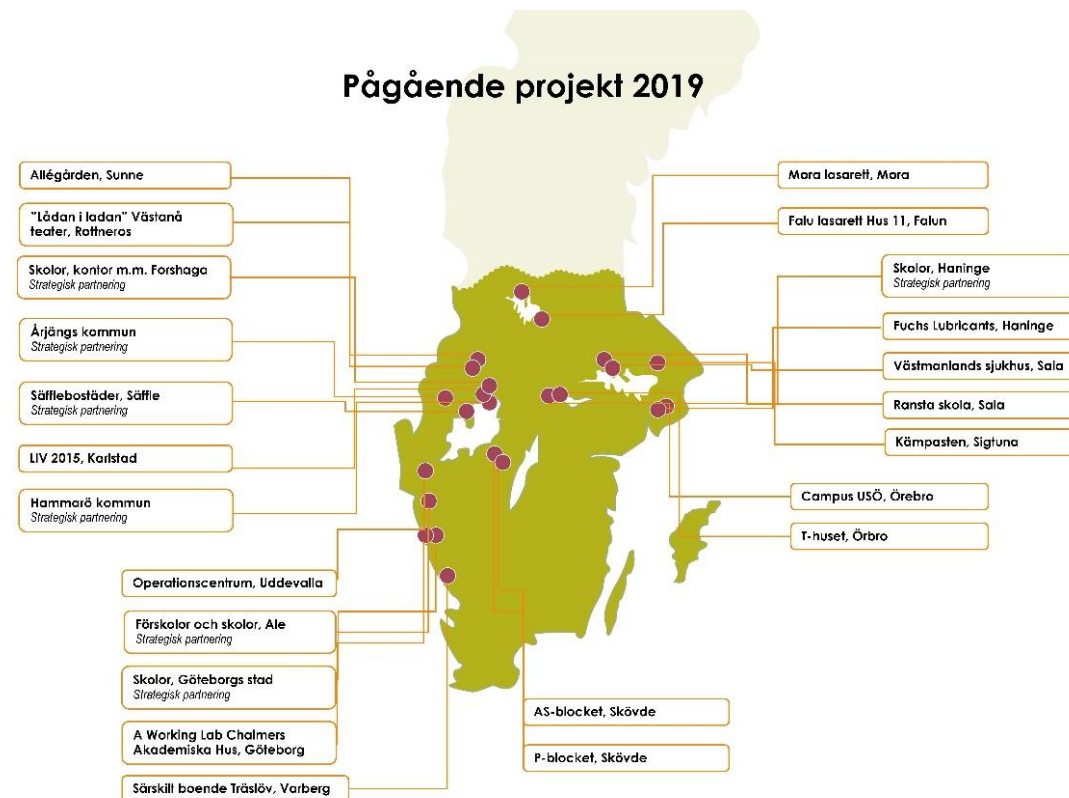 Pågående projekt 2019
Allégården, Sunne
"Lådan i ladan" Västanå
teater, Rottneros
Skolor, kontor m.m. Forshaga
Strategisk partnering
Årjängs kommun
Strategisk partnering
Säfflebostäder, Säffle
Strategisk partnering
LIV 2015, Karlstad
Hammarö kommun
Strategisk partnering
Operationscentrum, Uddevalla
Förskolor och skolor, Ale
Strategisk partnering
Skolor, Göteborgs stad
Strategisk partnering
A Working Lab Chalmers
Akademiska Hus, Göteborg
Särskilt boende Träslöv, Varberg
Mora lasarett, Mora
Falu lasarett Hus 11, Falun
Skolor, Haninge
Strategisk partnering
Fuchs Lubricants, Haninge
Västmanlands sjukhus, Sala
Ransta skola, Sala
Kämpasten, Sigtuna
Campus USÖ, Örebro
T-huset, Örbro
AS-blocket, Skövde
P-blocket, Skövde